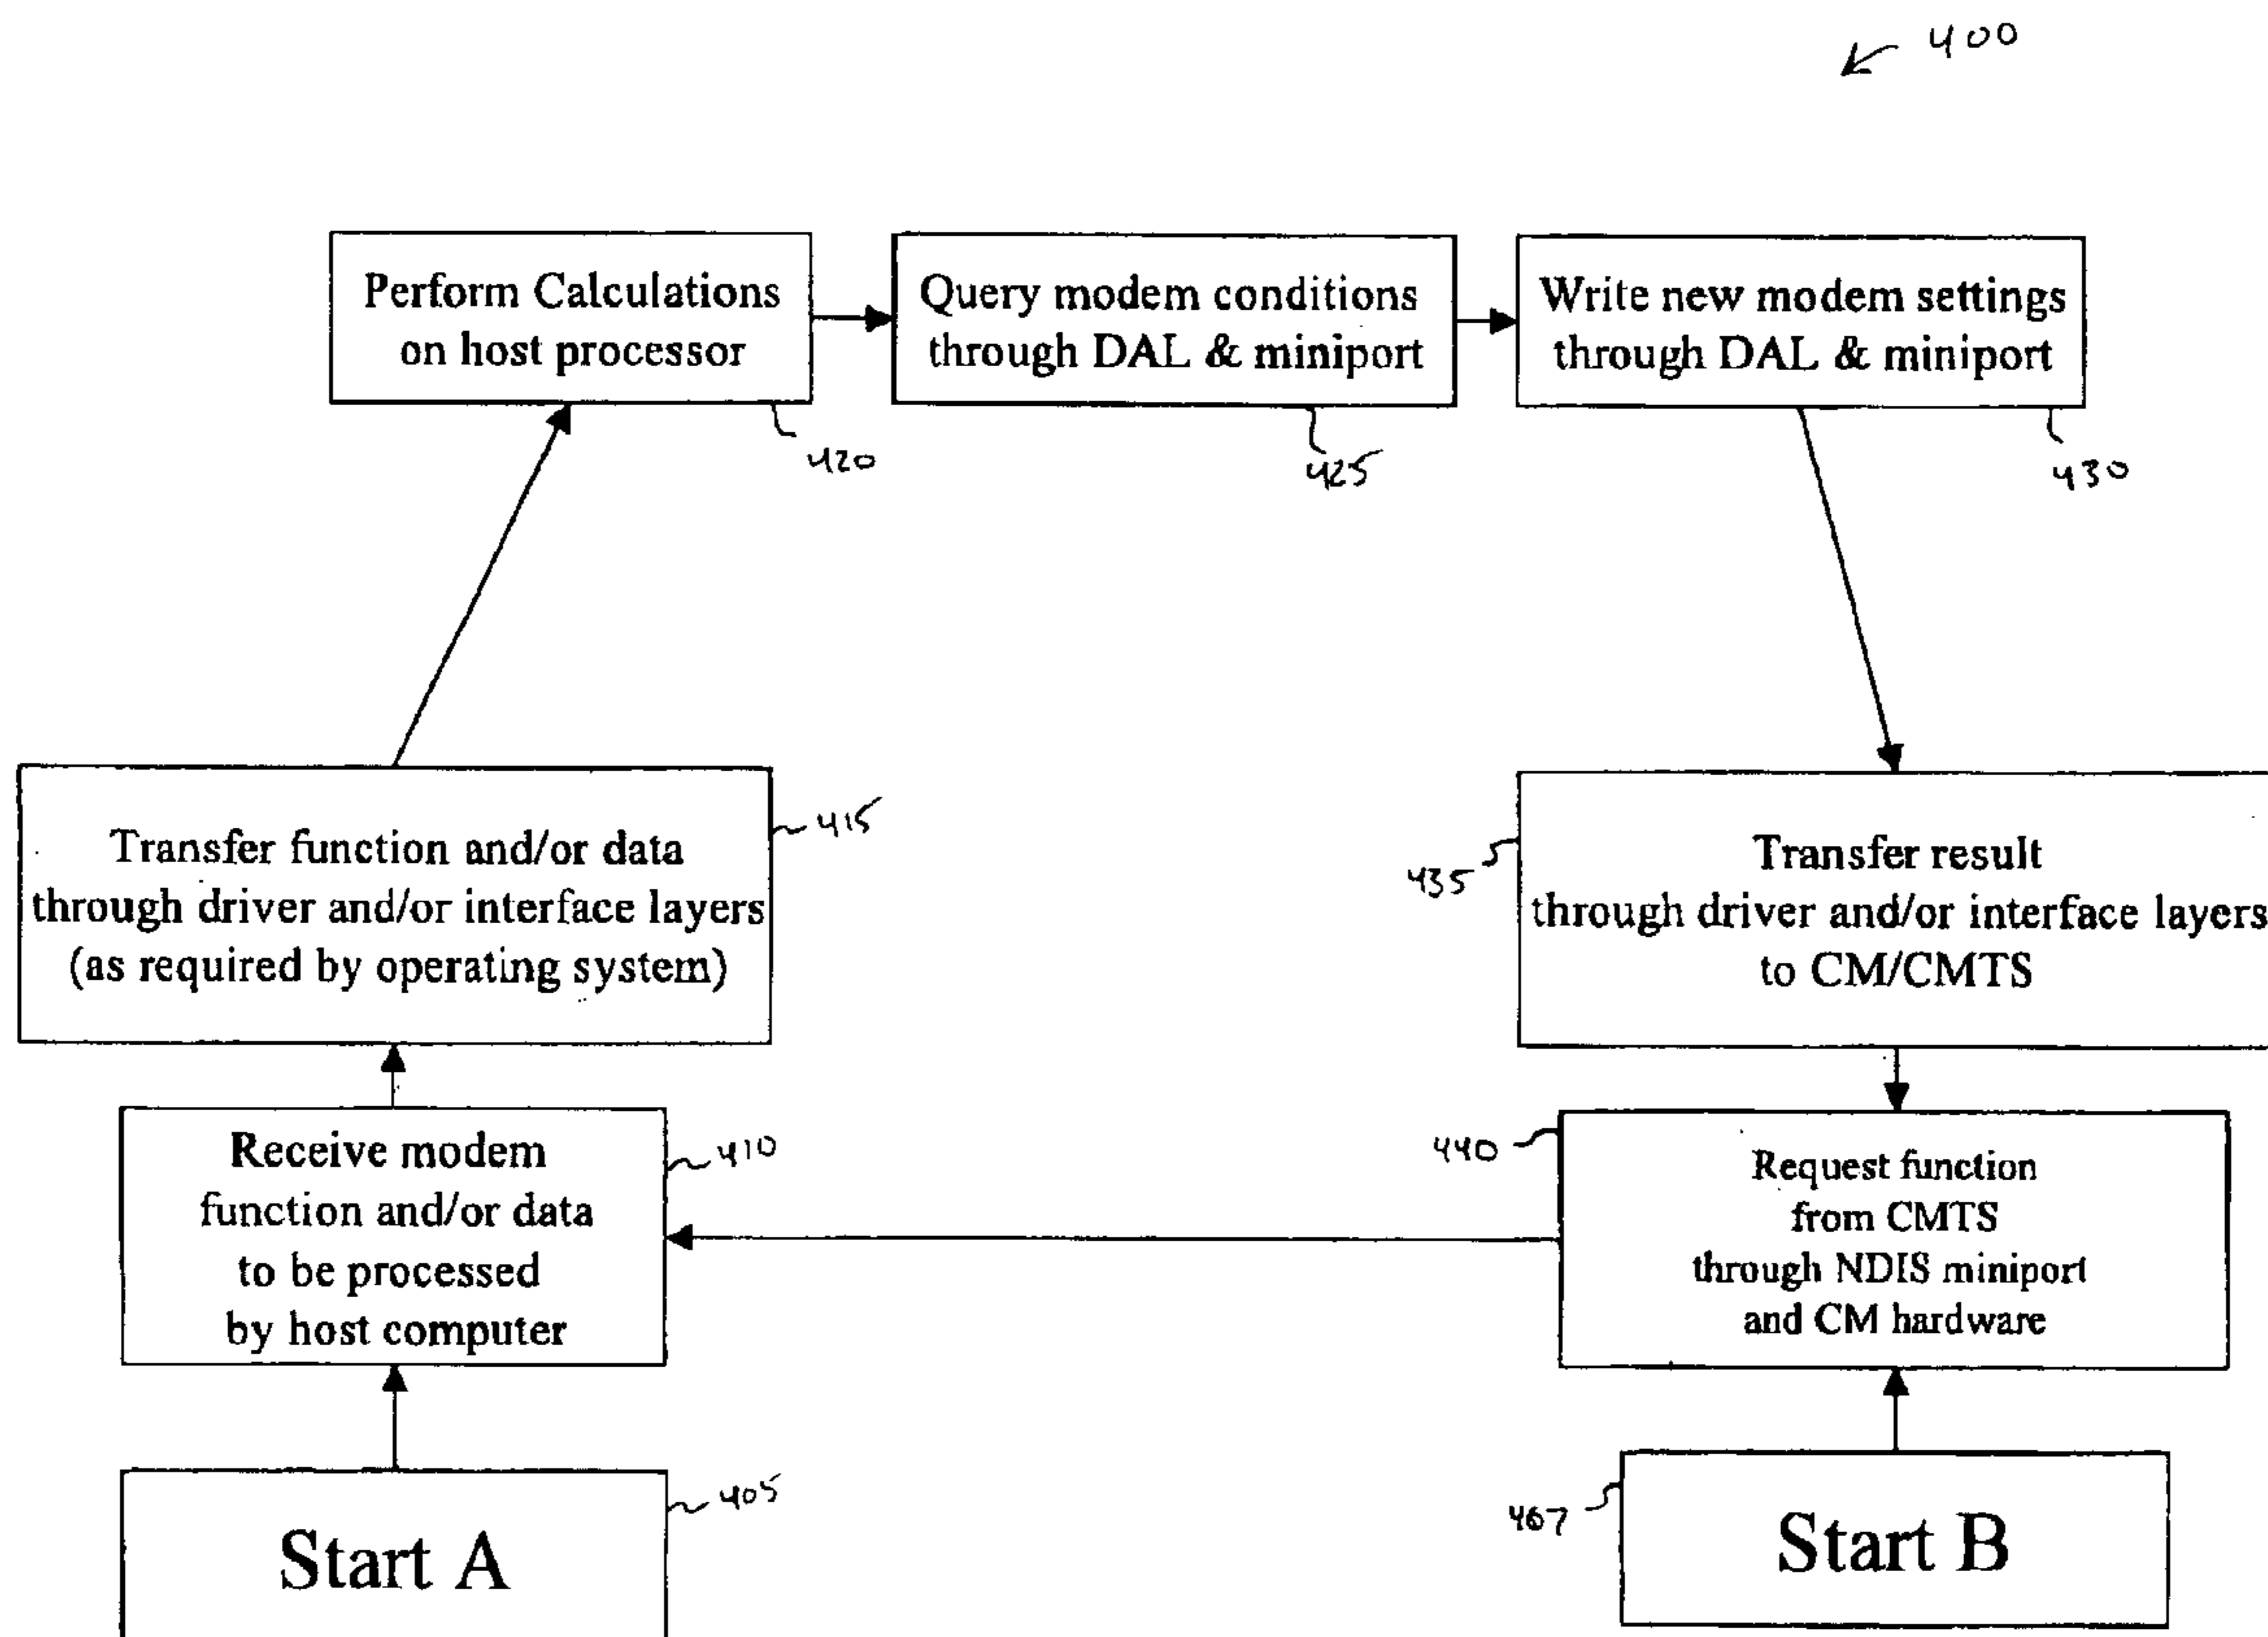 400
Perform Calculations
on host processor
420
Query modem conditions
through DAL & miniport
425
Write new modem settings
through DAL & miniport
430
Transfer function and/or data
through driver and/or interface layers
(as required by operating system)
415
Transfer result
through driver and/or interface layers
to CM/CMTS
435
Receive modem
function and/or data
to be processed
by host computer
410
Request function
from CMTS
through NDIS miniport
and CM hardware
440
Start A
405
Start B
467